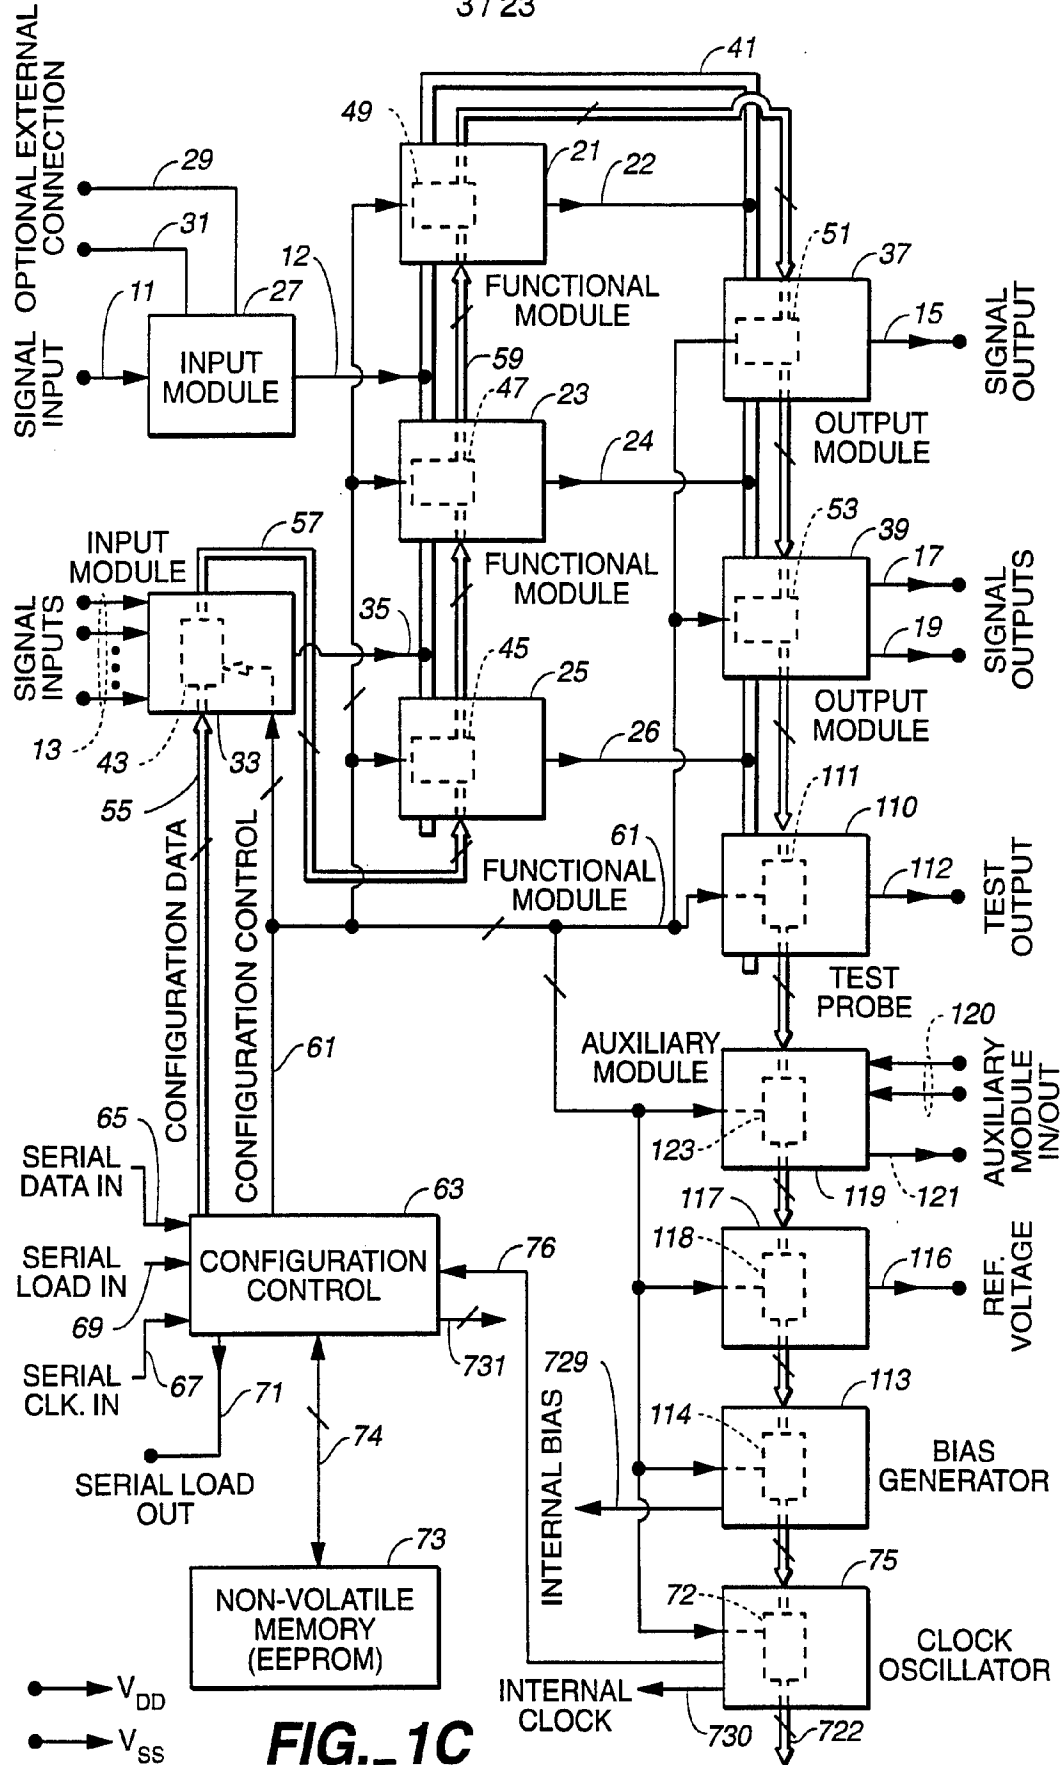 3/23
41
OPTIONAL EXTERNAL
CONNECTION
49
21
29
22
31
51
37
12
11
27
FUNCTIONAL
MODULE
15
SIGNAL
OUTPUT
SIGNAL
INPUT
INPUT
MODULE
59
47
23
OUTPUT
MODULE
24
57
53
39
INPUT
MODULE
FUNCTIONAL
MODULE
17
SIGNAL
INPUTS
35
19
SIGNAL
OUTPUTS
45
25
OUTPUT
MODULE
13
43
33
26
111
55
110
61
FUNCTIONAL
MODULE
112
TEST
OUTPUT
CONFIGURATION DATA
CONFIGURATION CONTROL
TEST
PROBE
120
61
AUXILIARY
MODULE
AUXILIARY
MODULE
IN/OUT
65
123
SERIAL
DATA IN
119
121
63
117
118
SERIAL
LOAD IN
CONFIGURATION
CONTROL
76
116
REF.
VOLTAGE
69
731
729
SERIAL
CLK. IN
67
71
113
114
74
INTERNAL BIAS
BIAS
GENERATOR
SERIAL LOAD
OUT
73
75
NON-VOLATILE
MEMORY
(EEPROM)
72
CLOCK
OSCILLATOR
VDD
INTERNAL
CLOCK
730
722
VSS
FIG._1C